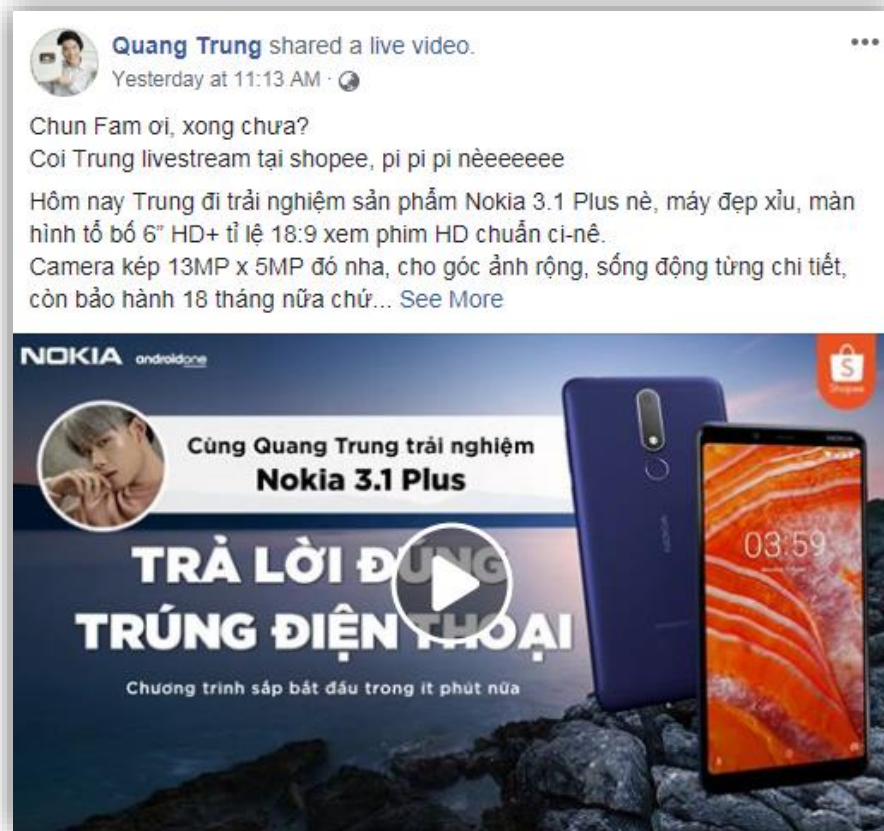 Quang Trung shared a live video.
Yesterday at 11:13 AM ·
Chun Fam ơi, xong chưa?
Coi Trung livestream tại shopee, pi pi pi nèeeeeee
Hôm nay Trung đi trải nghiệm sản phẩm Nokia 3.1 Plus nè, máy đẹp xỉu, màn
hình tổ bố 6” HD+ tỉ lệ 18:9 xem phim HD chuẩn ci-nê.
Camera kép 13MP x 5MP đó nha, cho góc ảnh rộng, sống động từng chi tiết,
còn bảo hành 18 tháng nữa chứ... See More
NOKIA androidone
Shopee
Cùng Quang Trung trải nghiệm
Nokia 3.1 Plus
TRẢ LỜI ĐÚNG
TRÚNG ĐIỆN THOẠI
Chương trình sắp bắt đầu trong ít phút nữa
NOKIA
NOKIA
03:59